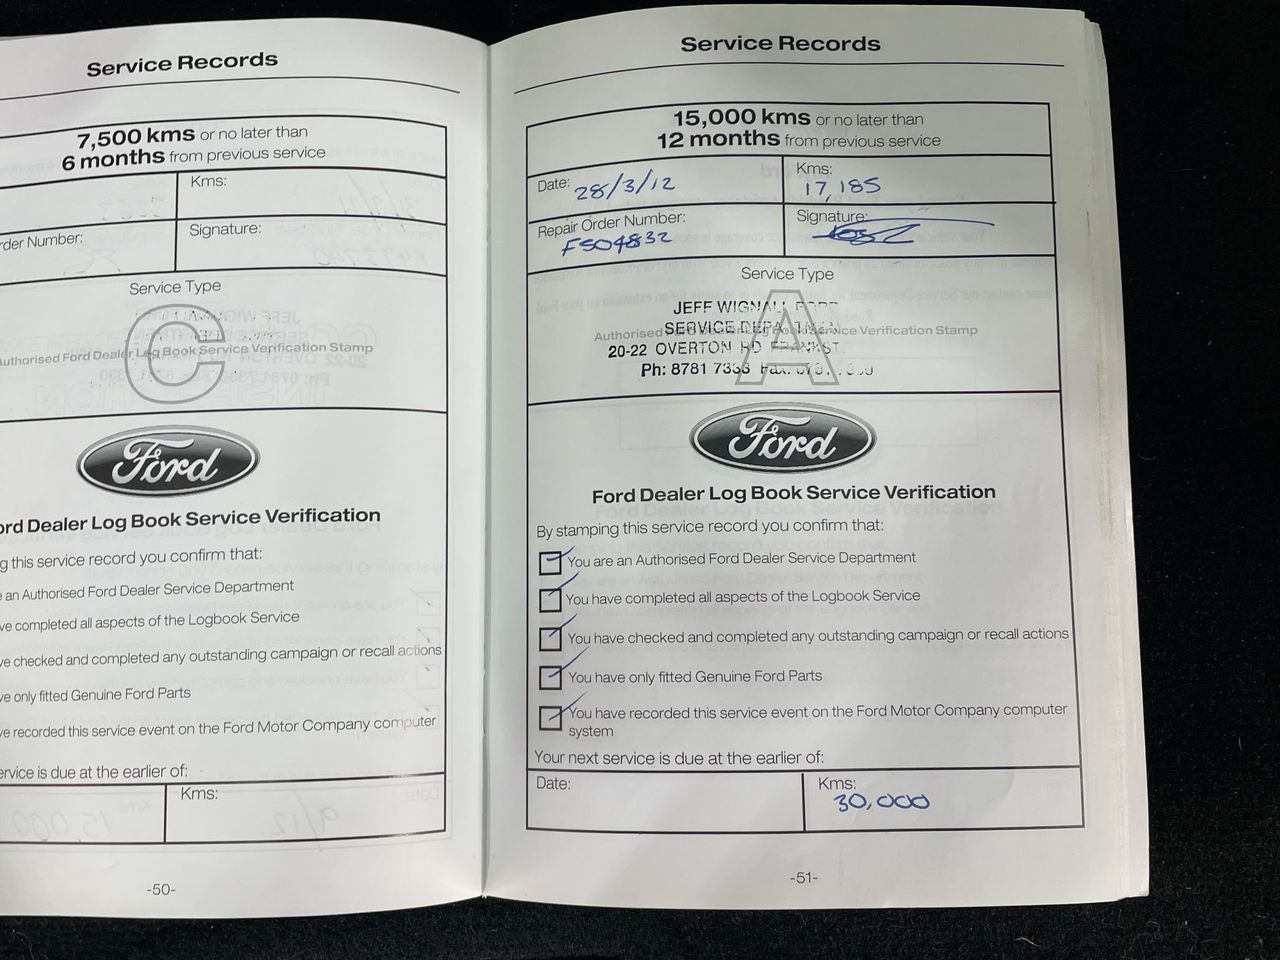 Service Records
7,500 kms or no later than
6 months from previous service
Kms:
rder Number:
Signature:
Service Type
C
Authorised Ford Dealer Log Book Service Verification Stamp
Ford
ord Dealer Log Book Service Verification
g this service record you confirm that:
e an Authorised Ford Dealer Service Department
ve completed all aspects of the Logbook Service
ve checked and completed any outstanding campaign or recall actions
ve only fitted Genuine Ford Parts
ve recorded this service event on the Ford Motor Company computer
ervice is due at the earlier of:
Kms:
-50-
Service Records
15,000 kms or no later than
12 months from previous service
Date: 28/3/12
Kms: 17,185
Repair Order Number:
FS04832
Signature:
Service Type
A
JEFF WIGNALL FORD
Authorised Ford Dealer Log Book Service Verification Stamp
SERVICE
20-22 OVERTON RD
Ph: 8781 7333 Fax:
Ford
Ford Dealer Log Book Service Verification
By stamping this service record you confirm that:
You are an Authorised Ford Dealer Service Department
You have completed all aspects of the Logbook Service
You have checked and completed any outstanding campaign or recall actions
You have only fitted Genuine Ford Parts
You have recorded this service event on the Ford Motor Company computer
system
Your next service is due at the earlier of:
Date:
Kms:
30,000
-51-